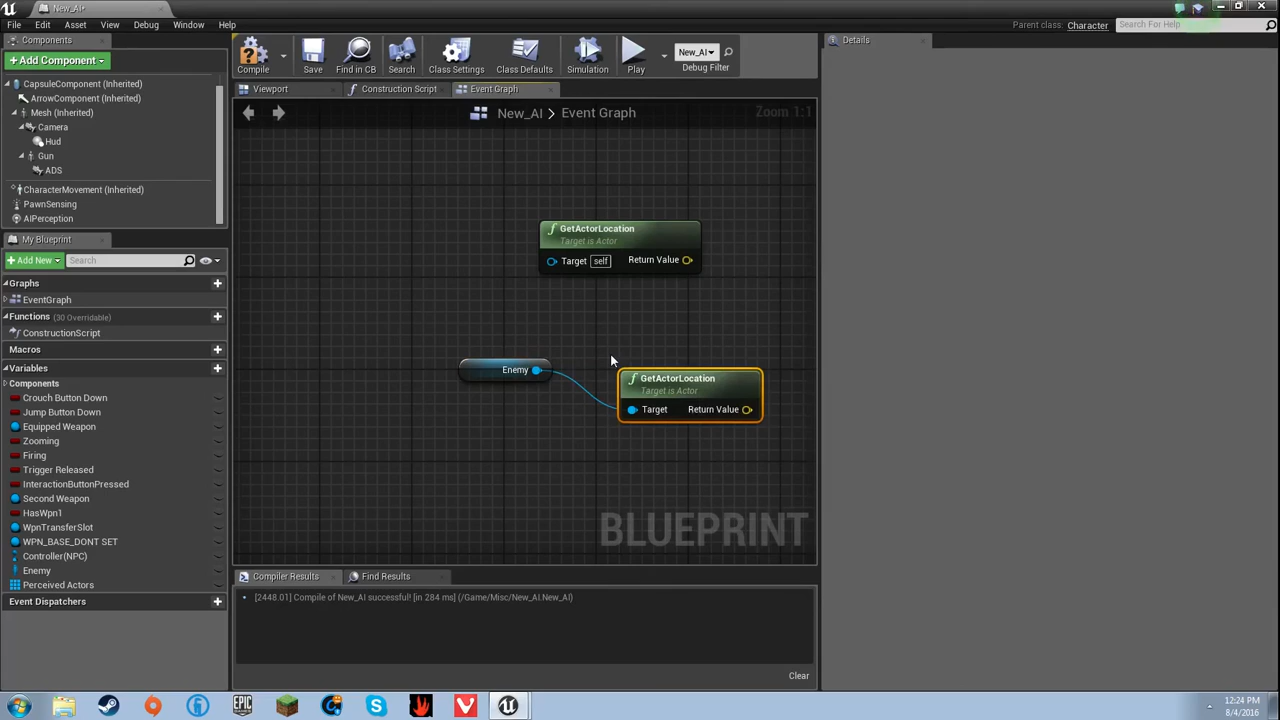 New_AI*
File Edit Asset View Debug Window Help
Parent class: Character
Search For Help
Components
+Add Component
CapsuleComponent (Inherited)
ArrowComponent (Inherited)
Mesh (Inherited)
Camera
Hud
Gun
ADS
CharacterMovement (Inherited)
PawnSensing
AIPerception
Compile
Save
Find in CB
Search
Class Settings
Class Defaults
Simulation
Play
New_AI
Debug Filter
Details
Viewport
Construction Script
Event Graph
New_AI > Event Graph
Zoom 1:1
GetActorLocation
Target is Actor
Target self Return Value
Enemy
GetActorLocation
Target is Actor
Target Return Value
BLUEPRINT
My Blueprint
+Add New
Search
Graphs
EventGraph
Functions (30 Overridable)
ConstructionScript
Macros
Variables
Components
Crouch Button Down
Jump Button Down
Equipped Weapon
Zooming
Firing
Trigger Released
InteractionButtonPressed
Second Weapon
HasWpn1
WpnTransferSlot
WPN_BASE_DONT SET
Controller(NPC)
Enemy
Perceived Actors
Event Dispatchers
Compiler Results
Find Results
[2448.01] Compile of New_AI successful! [in 284 ms] (/Game/Misc/New_AI.New_AI)
Clear
EPIC GAMES
12:24 PM
8/4/2016